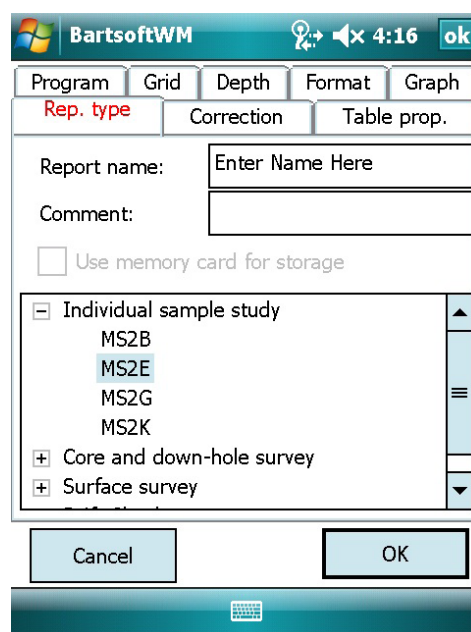 BartsoftWM 4:16 ok
Program Grid Depth Format Graph
Rep. type Correction Table prop.
Report name: Enter Name Here
Comment:
Use memory card for storage
Individual sample study
MS2B
MS2E
MS2G
MS2K
Core and down-hole survey
Surface survey
Cancel OK